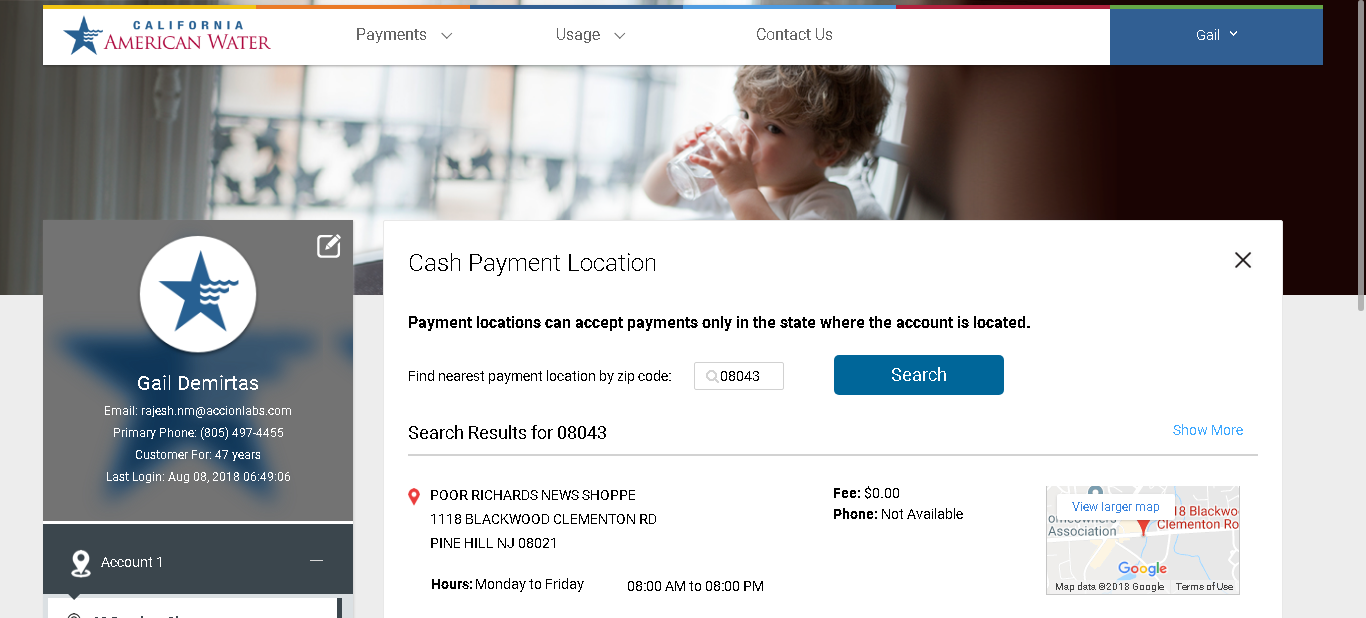 CALIFORNIA
AMERICAN WATER
Payments
Usage
Contact Us
Gail
Gail Demirtas
Email: rajesh.nm@accionlabs.com
Primary Phone: (805) 497-4455
Customer For: 47 years
Last Login: Aug 08, 2018 06:49:06
Account 1
Cash Payment Location
Payment locations can accept payments only in the state where the account is located.
Find nearest payment location by zip code: 08043 Search
Search Results for 08043
Show More
POOR RICHARDS NEWS SHOPPE
1118 BLACKWOOD CLEMENTON RD
PINE HILL NJ 08021
Hours: Monday to Friday 08:00 AM to 08:00 PM
Fee: $0.00
Phone: Not Available
View larger map
18 Blackwo
Clementon Ro
Association
Google
Map data ©2018 Google Terms of Use